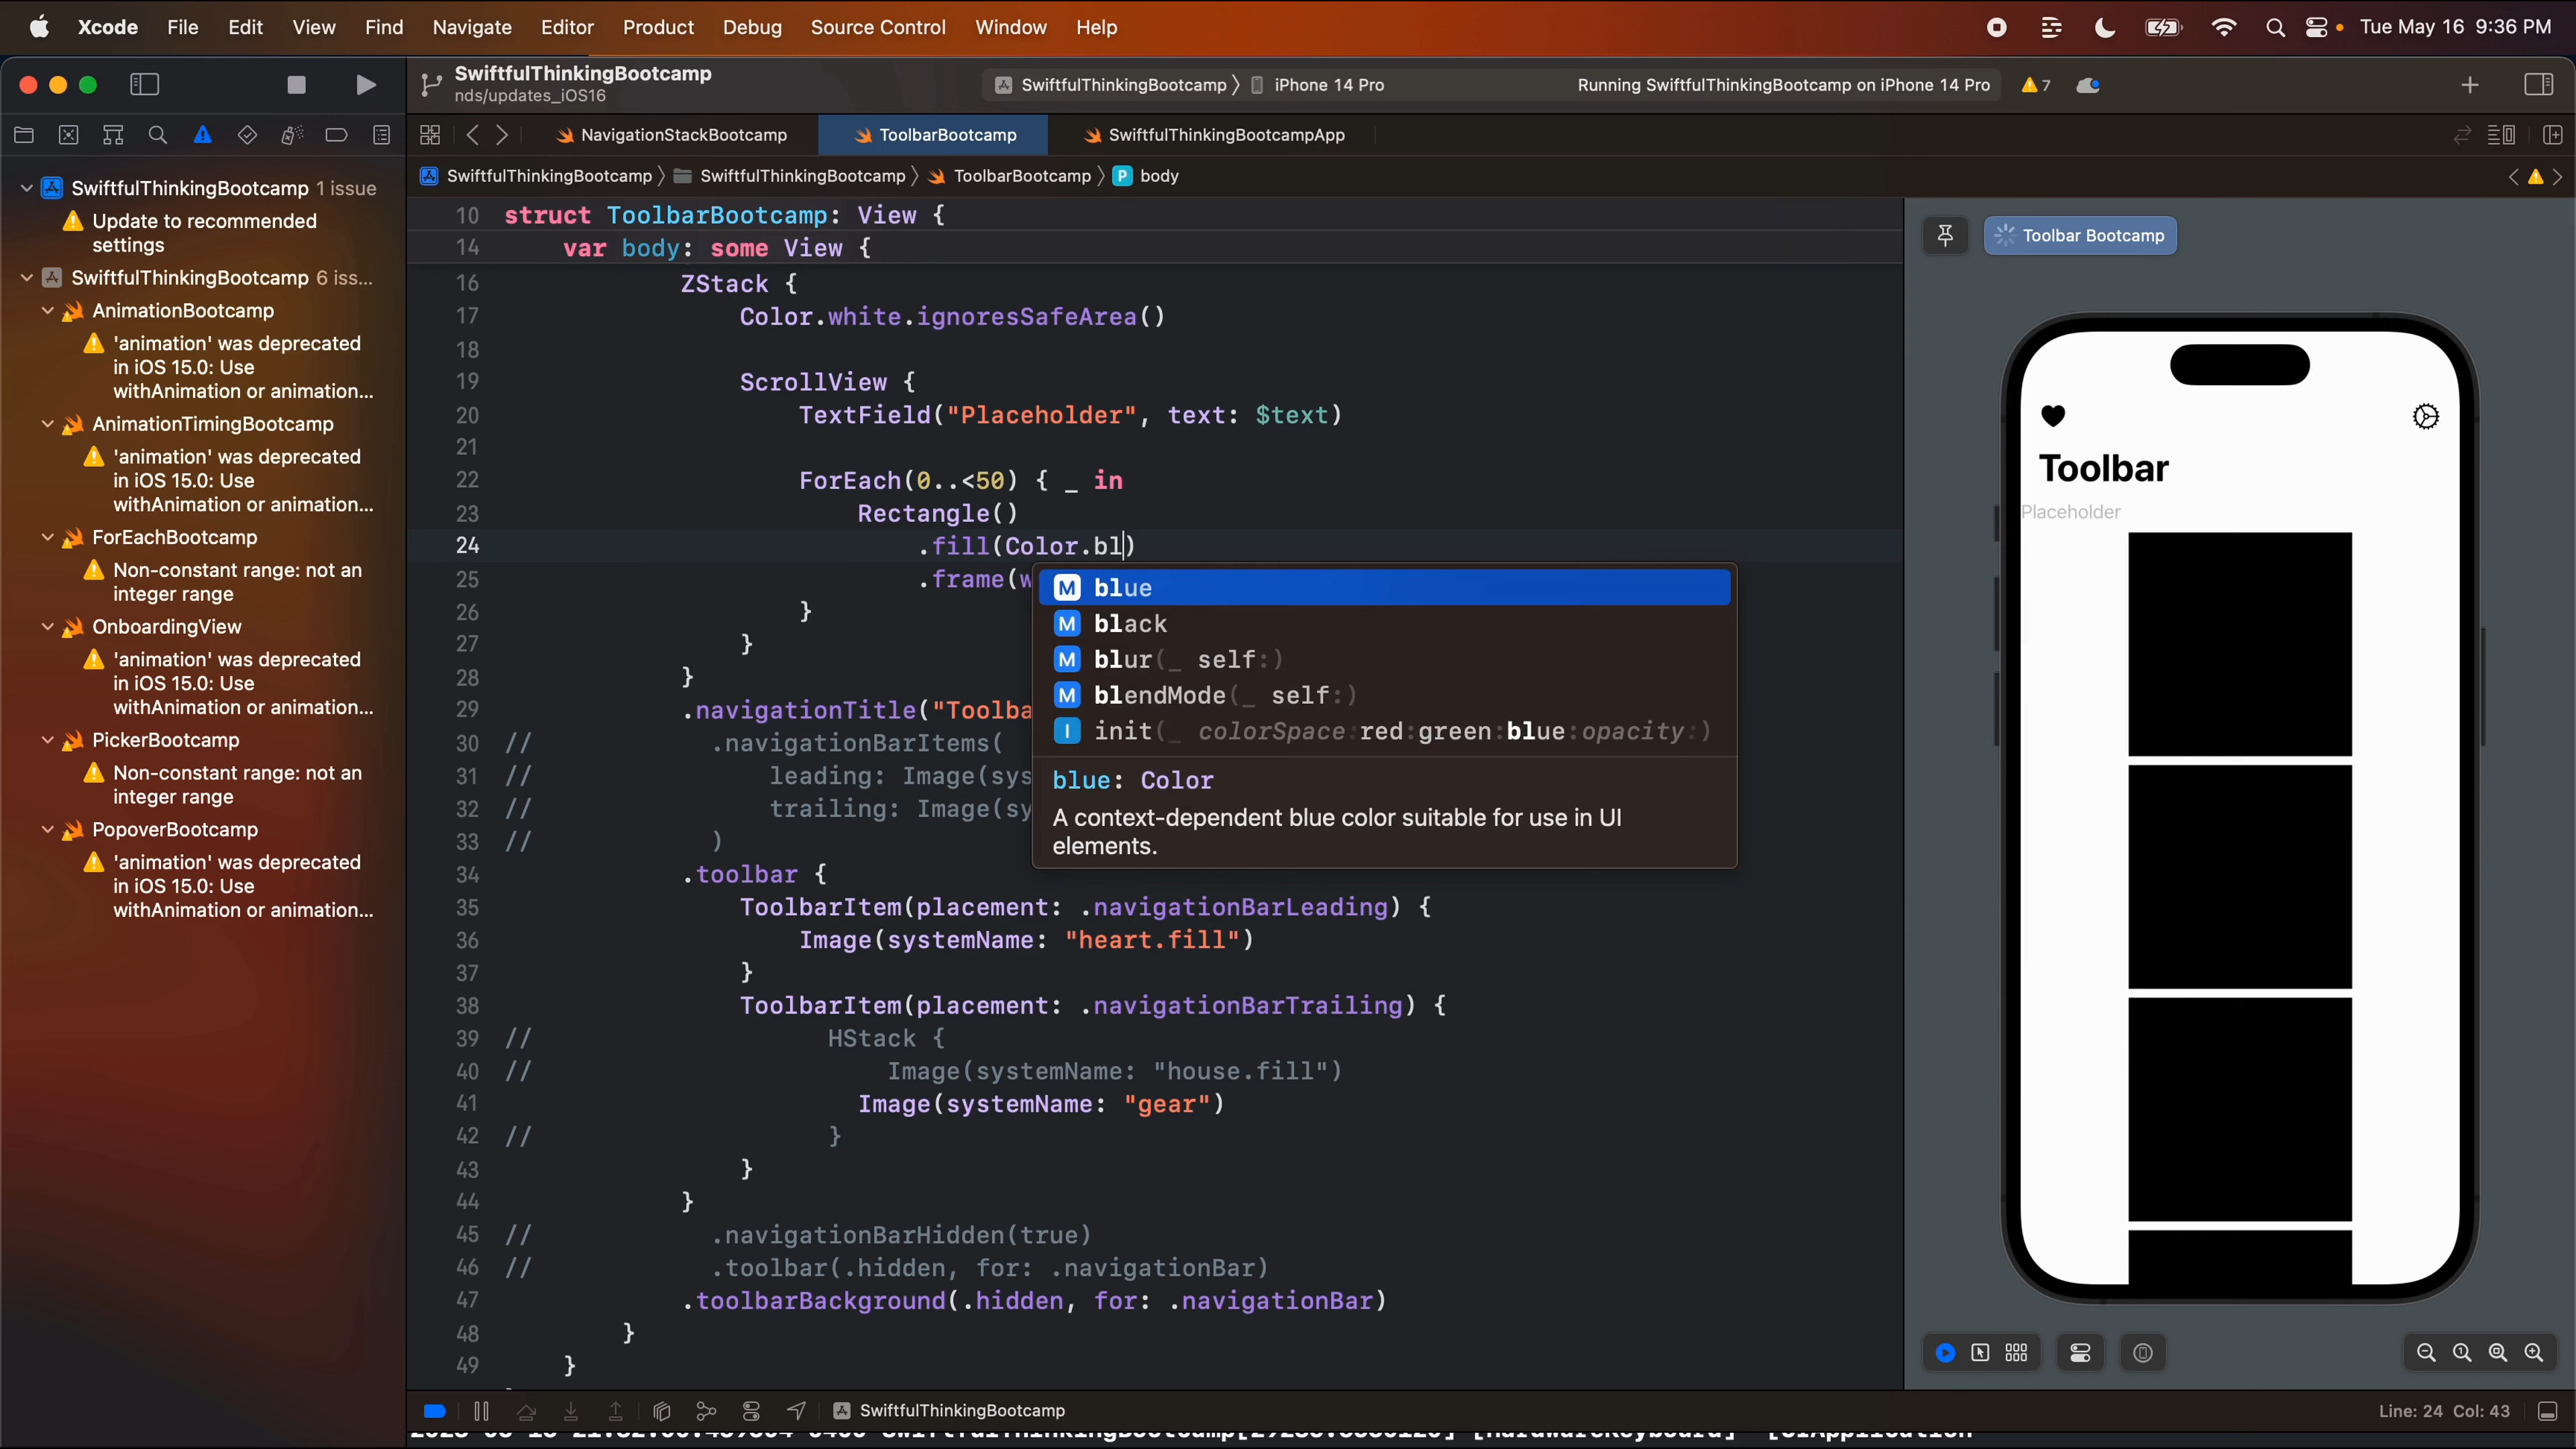 Xcode File Edit View Find Navigate Editor Product Debug Source Control Window Help Tue May 16 9:36 PM
SwiftfulThinkingBootcamp
nds/updates_iOS16
SwiftfulThinkingBootcamp iPhone 14 Pro Running SwiftfulThinkingBootcamp on iPhone 14 Pro 7
NavigationStackBootcamp ToolbarBootcamp SwiftfulThinkingBootcampApp
SwiftfulThinkingBootcamp SwiftfulThinkingBootcamp ToolbarBootcamp P body
SwiftfulThinkingBootcamp 1 issue
Update to recommended
settings
SwiftfulThinkingBootcamp 6 iss...
AnimationBootcamp
'animation' was deprecated
in iOS 15.0: Use
withAnimation or animation...
AnimationTimingBootcamp
'animation' was deprecated
in iOS 15.0: Use
withAnimation or animation...
ForEachBootcamp
Non-constant range: not an
integer range
OnboardingView
'animation' was deprecated
in iOS 15.0: Use
withAnimation or animation...
PickerBootcamp
Non-constant range: not an
integer range
PopoverBootcamp
'animation' was deprecated
in iOS 15.0: Use
withAnimation or animation...
10 struct ToolbarBootcamp: View {
14 var body: some View {
16 ZStack {
17 Color.white.ignoresSafeArea()
18
19 ScrollView {
20 TextField("Placeholder", text: $text)
21
22 ForEach(0..<50) { _ in
23 Rectangle()
24 .fill(Color.bl)
25 .frame(w
26 }
27 }
28 }
29 .navigationTitle("Toolba
30 // .navigationBarItems(
31 // leading: Image(sys
32 // trailing: Image(sy
33 // )
34 .toolbar {
35 ToolbarItem(placement: .navigationBarLeading) {
36 Image(systemName: "heart.fill")
37 }
38 ToolbarItem(placement: .navigationBarTrailing) {
39 // HStack {
40 // Image(systemName: "house.fill")
41 Image(systemName: "gear")
42 // }
43 }
44 }
45 // .navigationBarHidden(true)
46 // .toolbar(.hidden, for: .navigationBar)
47 .toolbarBackground(.hidden, for: .navigationBar)
48 }
49 }
M blue
M black
M blur(_ self:)
M blendMode(_ self:)
I init(_ colorSpace:red:green:blue:opacity:)
blue: Color
A context-dependent blue color suitable for use in UI
elements.
Toolbar Bootcamp
Toolbar
Placeholder
SwiftfulThinkingBootcamp
Line: 24 Col: 43